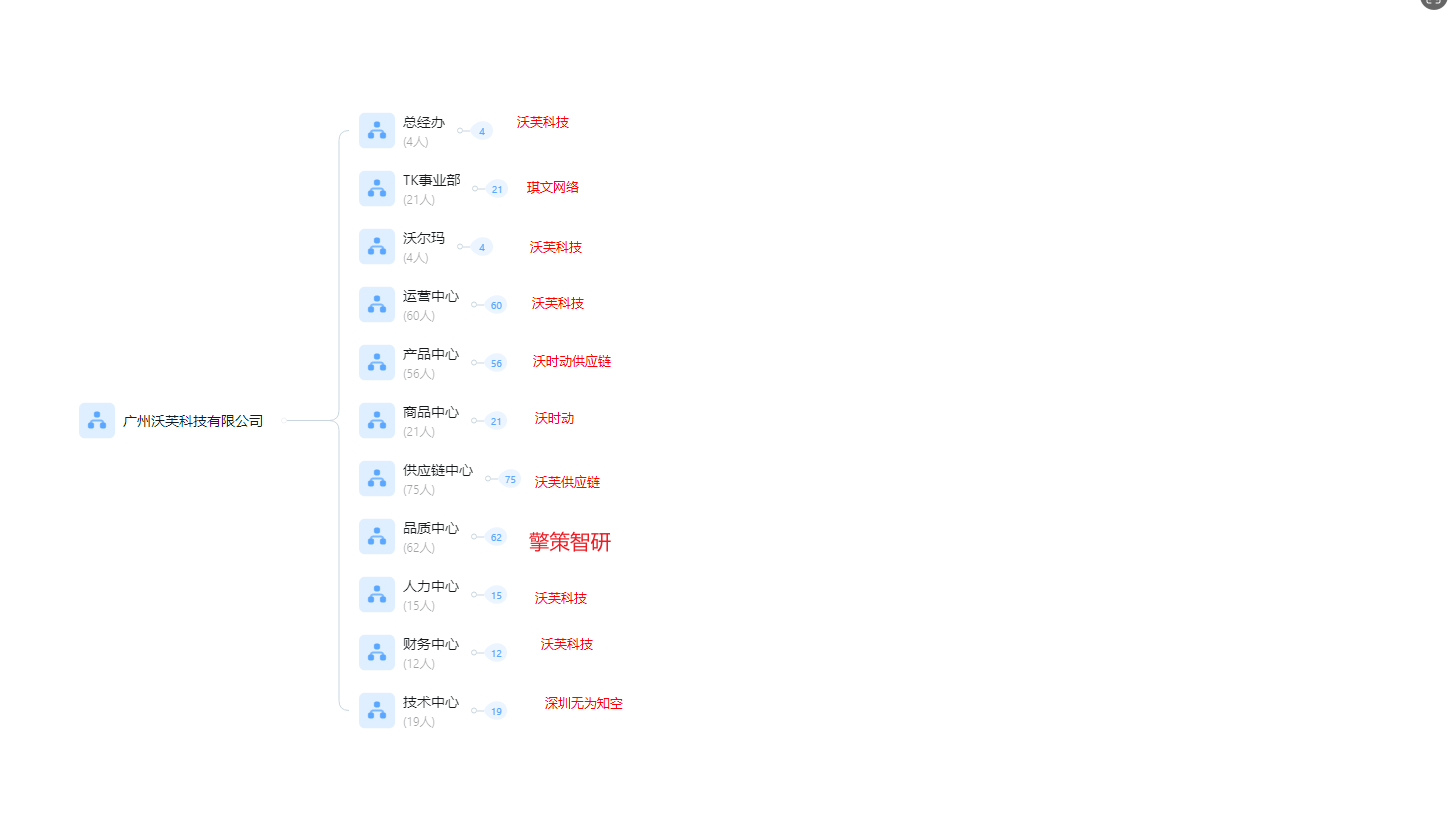 总经办
(4人)
4
沃芙科技
TK事业部
(21人)
21
琪文网络
沃尔玛
(4人)
4
沃芙科技
运营中心
(60人)
60
沃芙科技
产品中心
(56人)
56
沃时动供应链
广州沃芙科技有限公司
商品中心
(21人)
21
沃时动
供应链中心
(75人)
75
沃芙供应链
品质中心
(62人)
62
擎策智研
人力中心
(15人)
15
沃芙科技
财务中心
(12人)
12
沃芙科技
技术中心
(19人)
19
深圳无为知空